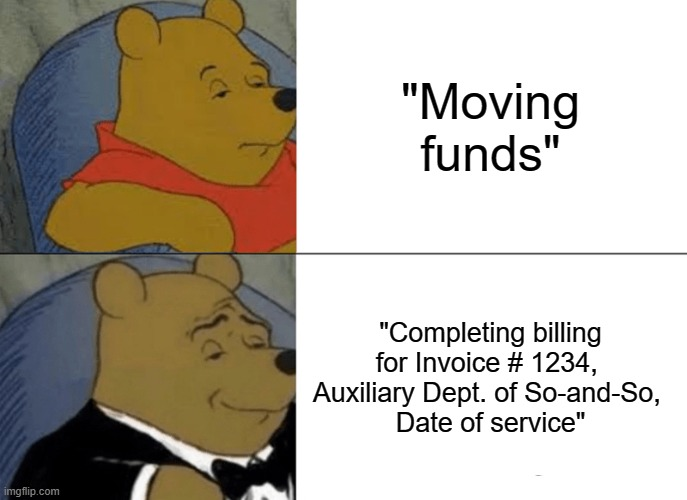 "Moving
funds"
"Completing billing
for Invoice # 1234,
Auxiliary Dept. of So-and-So,
Date of service"
imgflip.com